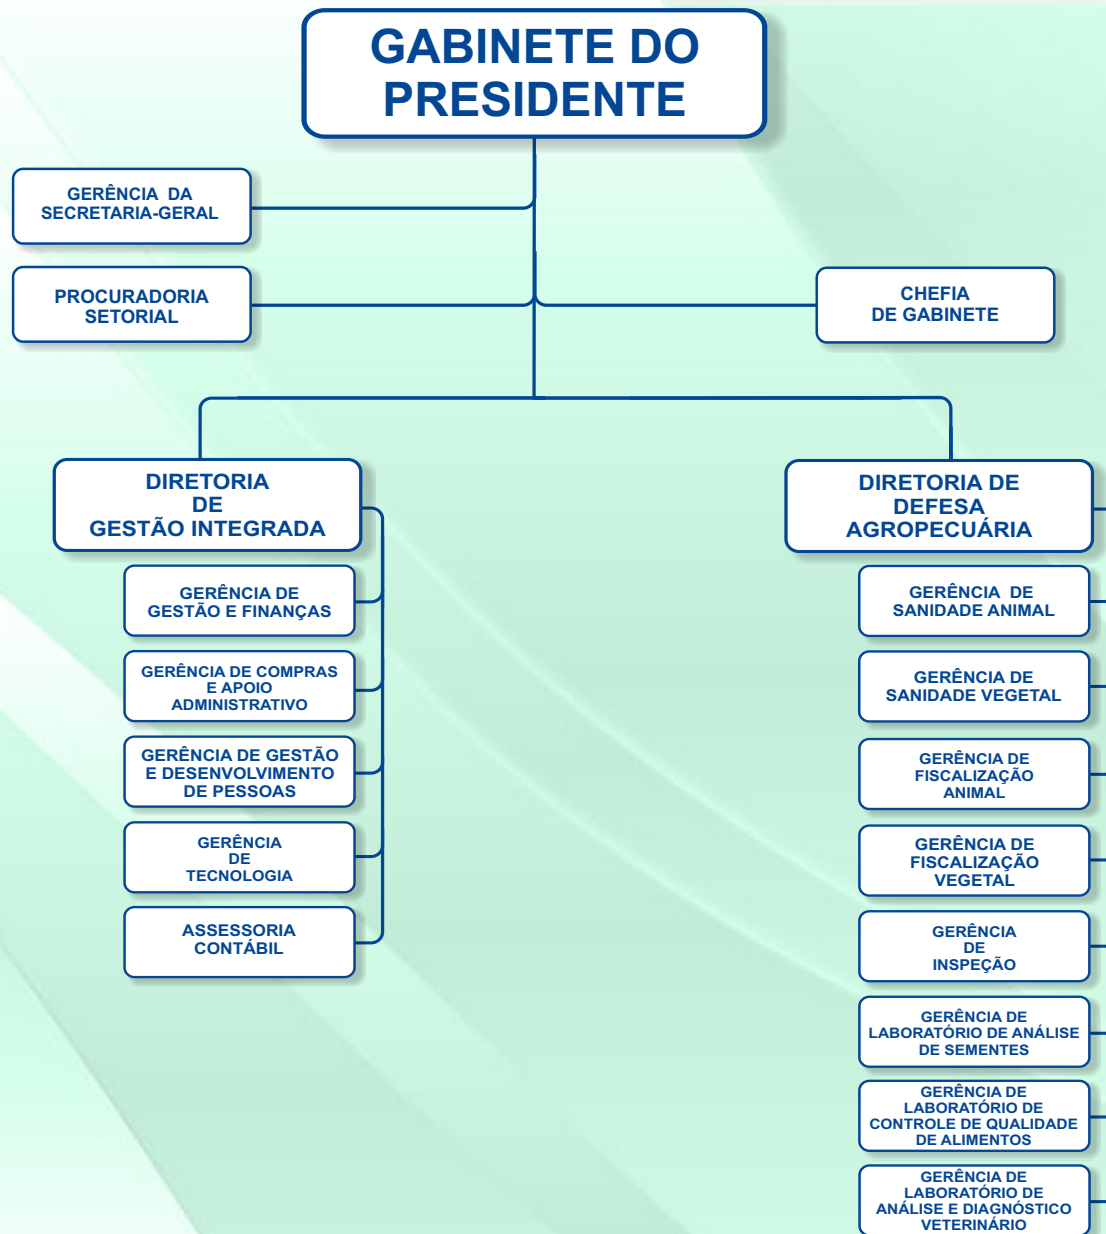 GABINETE DO
PRESIDENTE
GERÊNCIA DA
SECRETARIA-GERAL
PROCURADORIA
SETORIAL
CHEFIA
DE GABINETE
DIRETORIA
DE
GESTÃO INTEGRADA
GERÊNCIA DE
GESTÃO E FINANÇAS
GERÊNCIA DE COMPRAS
E APOIO
ADMINISTRATIVO
GERÊNCIA DE GESTÃO
E DESENVOLVIMENTO
DE PESSOAS
GERÊNCIA
DE
TECNOLOGIA
ASSESSORIA
CONTÁBIL
DIRETORIA DE
DEFESA
AGROPECUÁRIA
GERÊNCIA DE
SANIDADE ANIMAL
GERÊNCIA DE
SANIDADE VEGETAL
GERÊNCIA DE
FISCALIZAÇÃO
ANIMAL
GERÊNCIA DE
FISCALIZAÇÃO
VEGETAL
GERÊNCIA
DE
INSPEÇÃO
GERÊNCIA DE
LABORATÓRIO DE ANÁLISE
DE SEMENTES
GERÊNCIA DE
LABORATÓRIO DE
CONTROLE DE QUALIDADE
DE ALIMENTOS
GERÊNCIA DE
LABORATÓRIO DE
ANÁLISE E DIAGNÓSTICO
VETERINÁRIO